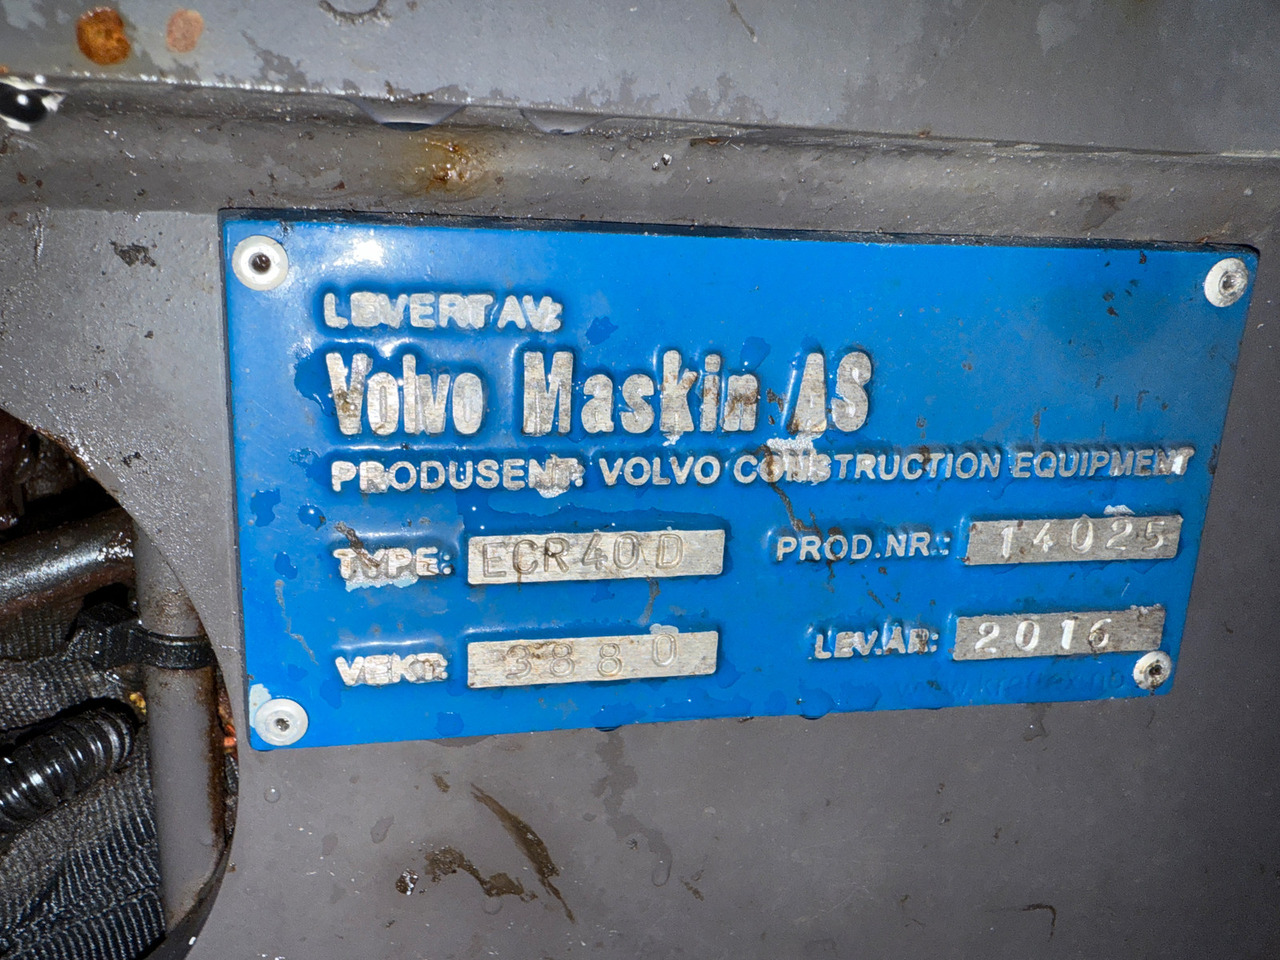 LEVERT AV:
Volvo Maskin AS
PRODUSENT: VOLVO CONSTRUCTION EQUIPMENT
TYPE: ECR40D PROD.NR.: 14025
VEKT: 3880 LEV.ÅR: 2016